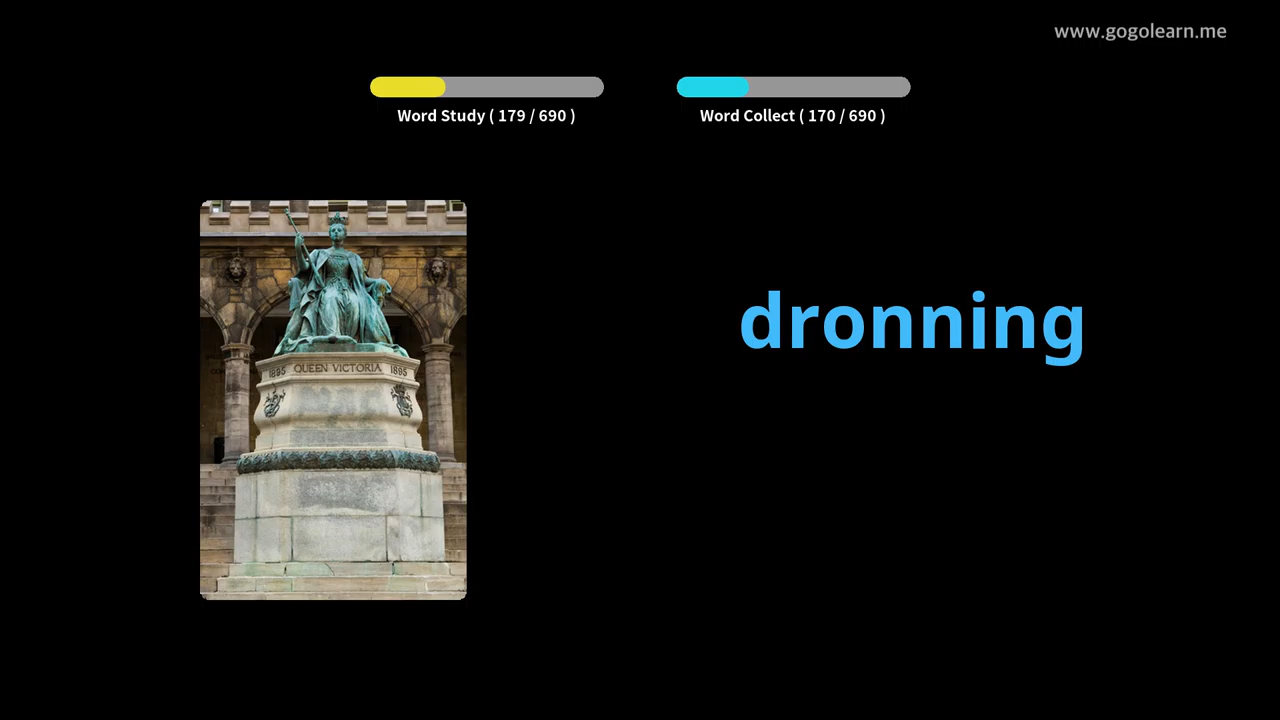 www.gogolearn.me
Word Study ( 179 / 690 )
Word Collect ( 170 / 690 )
1895 QUEEN VICTORIA 1895
dronning